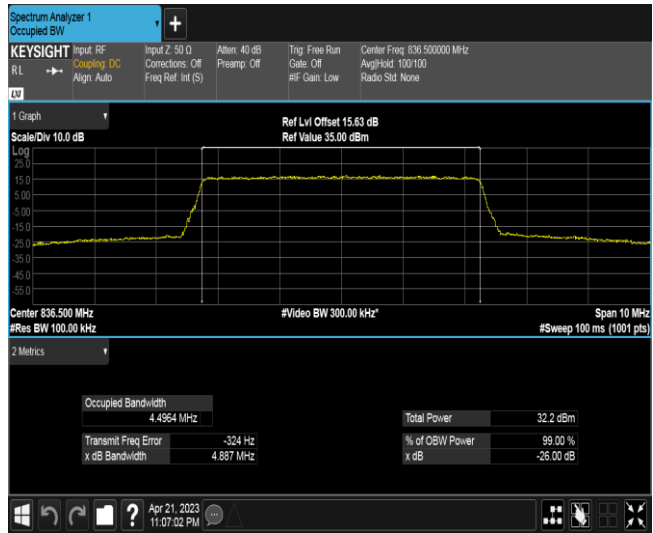 Spectrum Analyzer 1
Occupied BW
+
KEYSIGHT Input: RF Input Z: 50 Ω Atten: 40 dB Trig: Free Run Center Freq: 836.500000 MHz
RL Coupling: DC Corrections: Off Preamp: Off Gate: Off Avg|Hold: 100/100
Align: Auto Freq Ref: Int (S) #IF Gain: Low Radio Std: None
LXI
1 Graph Ref Lvl Offset 15.63 dB
Scale/Div 10.0 dB Ref Value 35.00 dBm
Log
25.0
15.0
5.00
-5.00
-15.0
-25.0
-35.0
-45.0
-55.0
Center 836.500 MHz #Video BW 300.00 kHz* Span 10 MHz
#Res BW 100.00 kHz #Sweep 100 ms (1001 pts)
2 Metrics
Occupied Bandwidth
4.4964 MHz Total Power 32.2 dBm
Transmit Freq Error -324 Hz % of OBW Power 99.00 %
x dB Bandwidth 4.887 MHz x dB -26.00 dB
? Apr 21, 2023
11:07:02 PM